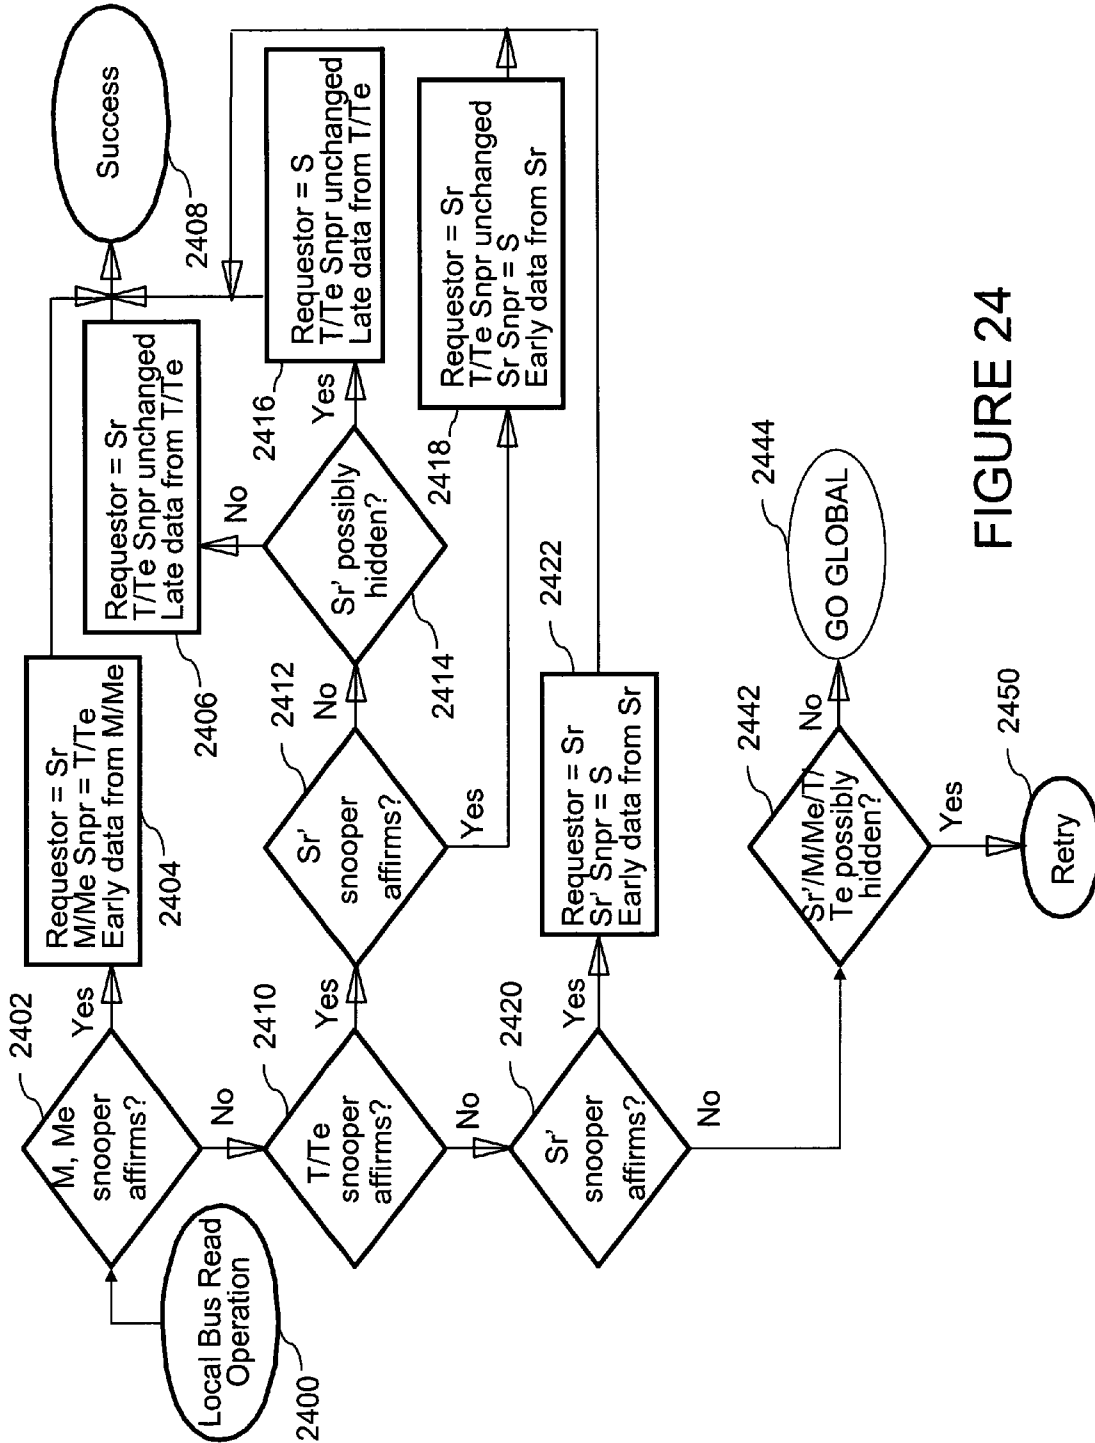 Local Bus Read
Operation
2400
M, Me
snooper
affirms?
2402
Yes
No
Requestor = Sr
M/Me Snpr = T/Te
Early data from M/Me
2404
Requestor = Sr
T/Te Snpr unchanged
Late data from T/Te
2406
Success
2408
T/Te
snooper
affirms?
2410
Yes
No
Sr'
snooper
affirms?
2412
No
Yes
Sr' possibly
hidden?
2414
No
Yes
Requestor = S
T/Te Snpr unchanged
Late data from T/Te
2416
Requestor = Sr
T/Te Snpr unchanged
Sr Snpr = S
Early data from Sr
2418
Sr'
snooper
affirms?
2420
Yes
No
Requestor = Sr
Sr' Snpr = S
Early data from Sr
2422
Sr'/M/Me/T/
Te possibly
hidden?
2442
No
Yes
GO GLOBAL
2444
Retry
2450
FIGURE 24